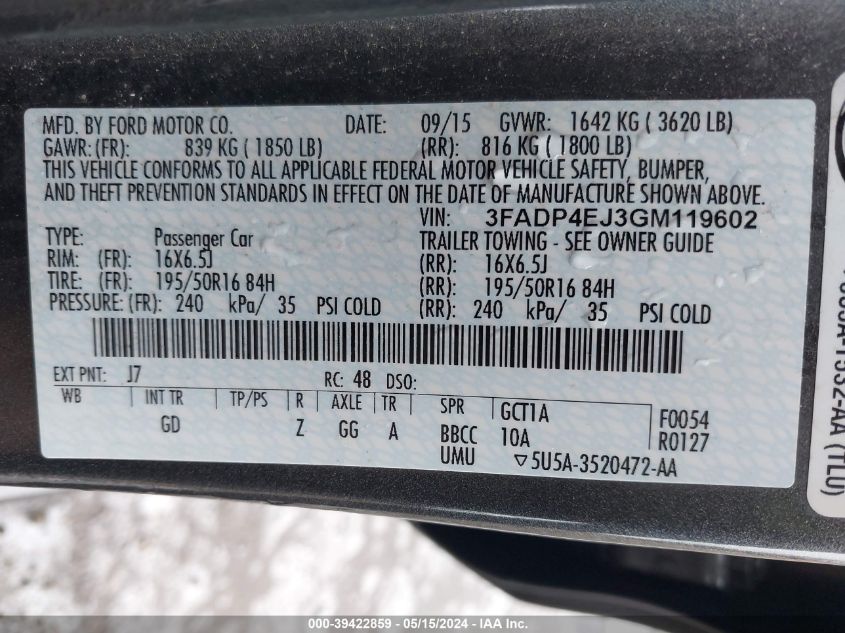 MFD. BY FORD MOTOR CO. DATE: 09/15 GVWR: 1642 KG ( 3620 LB)
GAWR: (FR): 839 KG ( 1850 LB) (RR): 816 KG ( 1800 LB)
THIS VEHICLE CONFORMS TO ALL APPLICABLE FEDERAL MOTOR VEHICLE SAFETY, BUMPER,
AND THEFT PREVENTION STANDARDS IN EFFECT ON THE DATE OF MANUFACTURE SHOWN ABOVE.
VIN: 3FADP4EJ3GM119602
TYPE: Passenger Car TRAILER TOWING - SEE OWNER GUIDE
RIM: (FR): 16X6.5J (RR): 16X6.5J
TIRE: (FR): 195/50R16 84H (RR): 195/50R16 84H
PRESSURE: (FR): 240 kPa/ 35 PSI COLD (RR): 240 kPa/ 35 PSI COLD
EXT PNT: J7 RC: 48 DSO:
WB INT TR TP/PS R AXLE TR SPR GCT1A F0054
GD Z GG A BBCC 10A R0127
UMU ▽5U5A-3520472-AA
(TL0)
000-39422859 - 05/15/2024 - IAA Inc.